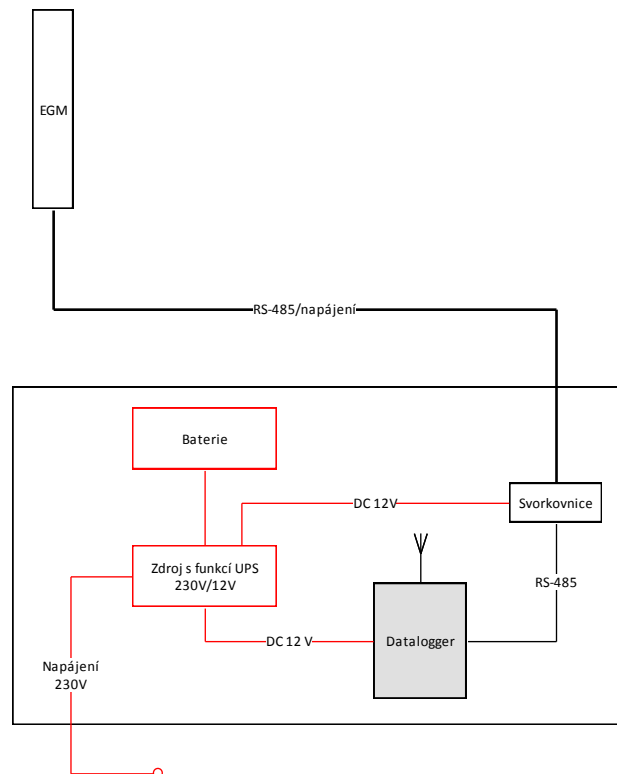 EGM
RS-485/napájení
Baterie
DC 12V
Svorkovnice
Zdroj s funkcí UPS
230V/12V
RS-485
DC 12 V
Datalogger
Napájení
230V